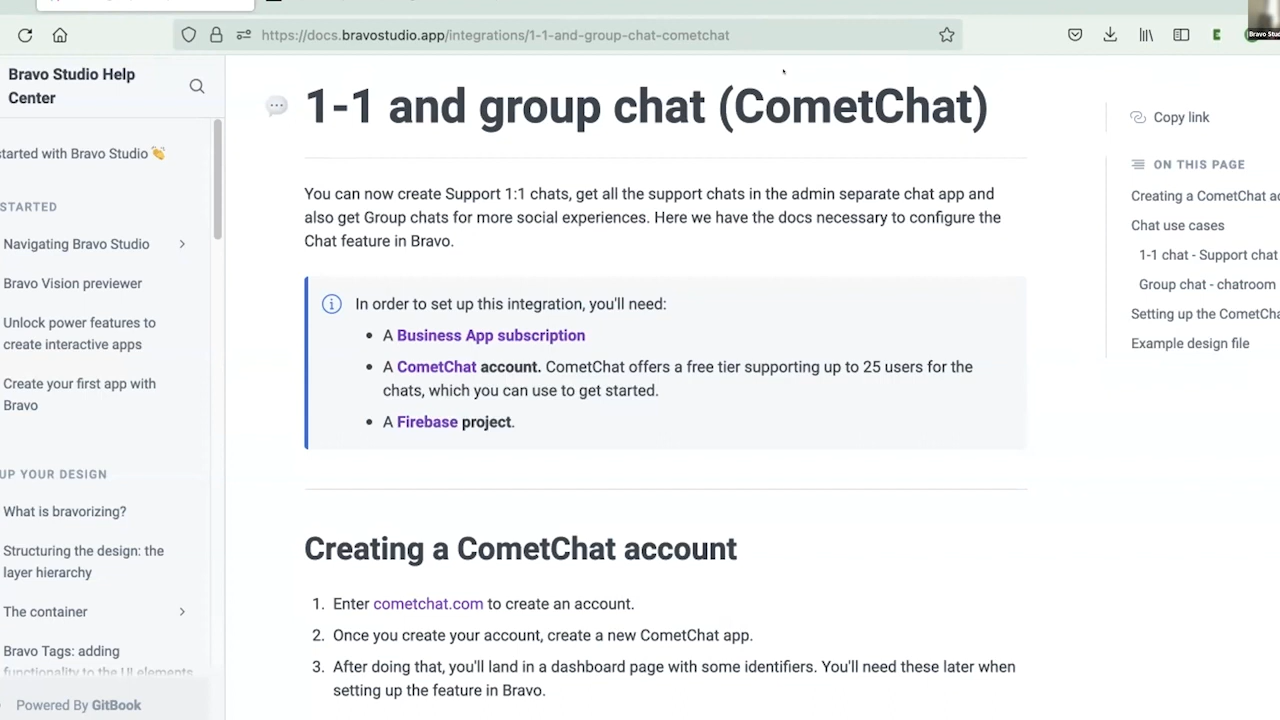 https://docs.bravostudio.app/integrations/1-1-and-group-chat-cometchat
E
Bravo Stud
Bravo Studio Help
Center
started with Bravo Studio 👏
STARTED
Navigating Bravo Studio
Bravo Vision previewer
Unlock power features to
create interactive apps
Create your first app with
Bravo
UP YOUR DESIGN
What is bravorizing?
Structuring the design: the
layer hierarchy
The container
Bravo Tags: adding
functionality to the UI elements
Powered By GitBook
1-1 and group chat (CometChat)
You can now create Support 1:1 chats, get all the support chats in the admin separate chat app and
also get Group chats for more social experiences. Here we have the docs necessary to configure the
Chat feature in Bravo.
In order to set up this integration, you'll need:
• A Business App subscription
• A CometChat account. CometChat offers a free tier supporting up to 25 users for the
chats, which you can use to get started.
• A Firebase project.
Creating a CometChat account
1. Enter cometchat.com to create an account.
2. Once you create your account, create a new CometChat app.
3. After doing that, you'll land in a dashboard page with some identifiers. You'll need these later when
setting up the feature in Bravo.
Copy link
ON THIS PAGE
Creating a CometChat ac
Chat use cases
1-1 chat - Support chat
Group chat - chatroom
Setting up the CometCha
Example design file